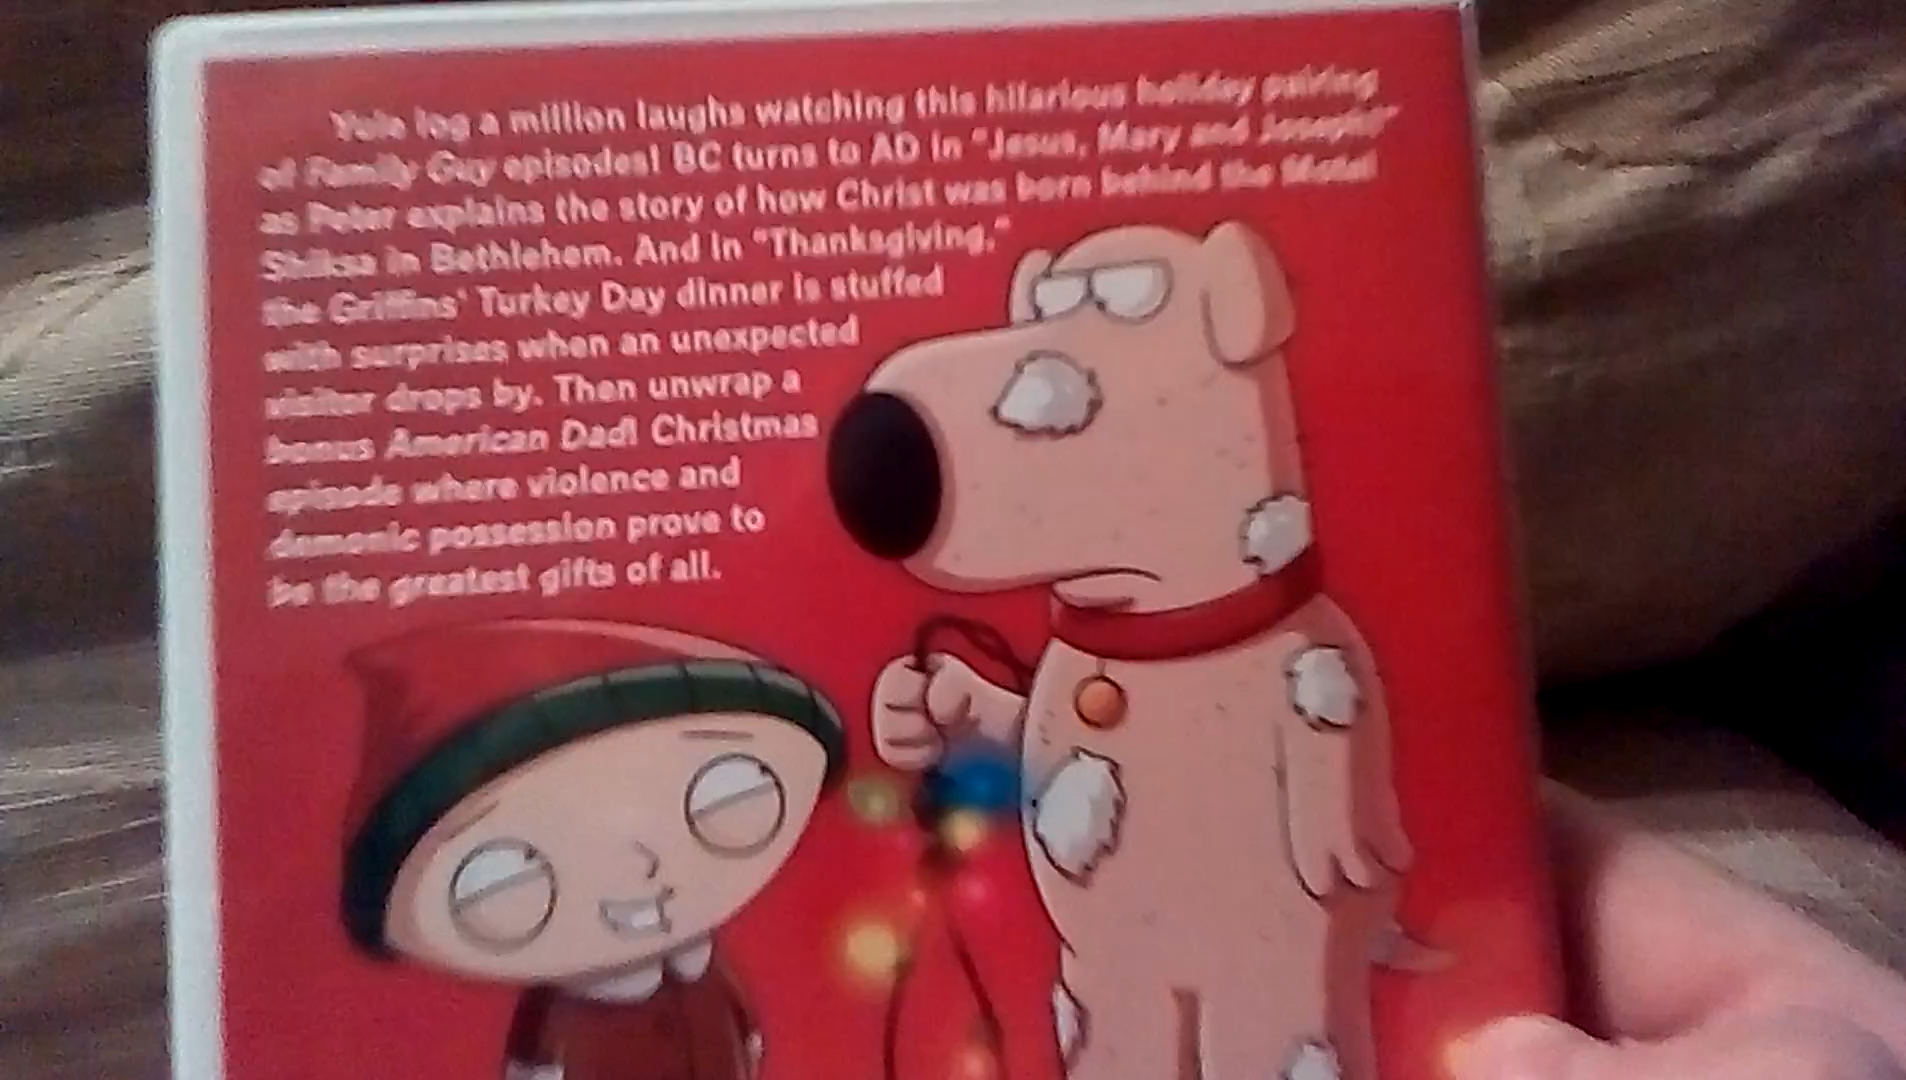 Yule log a million laughs watching this hilarious holiday pairing
of Family Guy episodes! BC turns to AD in "Jesus, Mary and Joseph!"
as Peter explains the story of how Christ was born behind the Motel
Shiksa in Bethlehem. And in "Thanksgiving,"
the Griffins' Turkey Day dinner is stuffed
with surprises when an unexpected
visitor drops by. Then unwrap a
bonus American Dad! Christmas
episode where violence and
demonic possession prove to
be the greatest gifts of all.